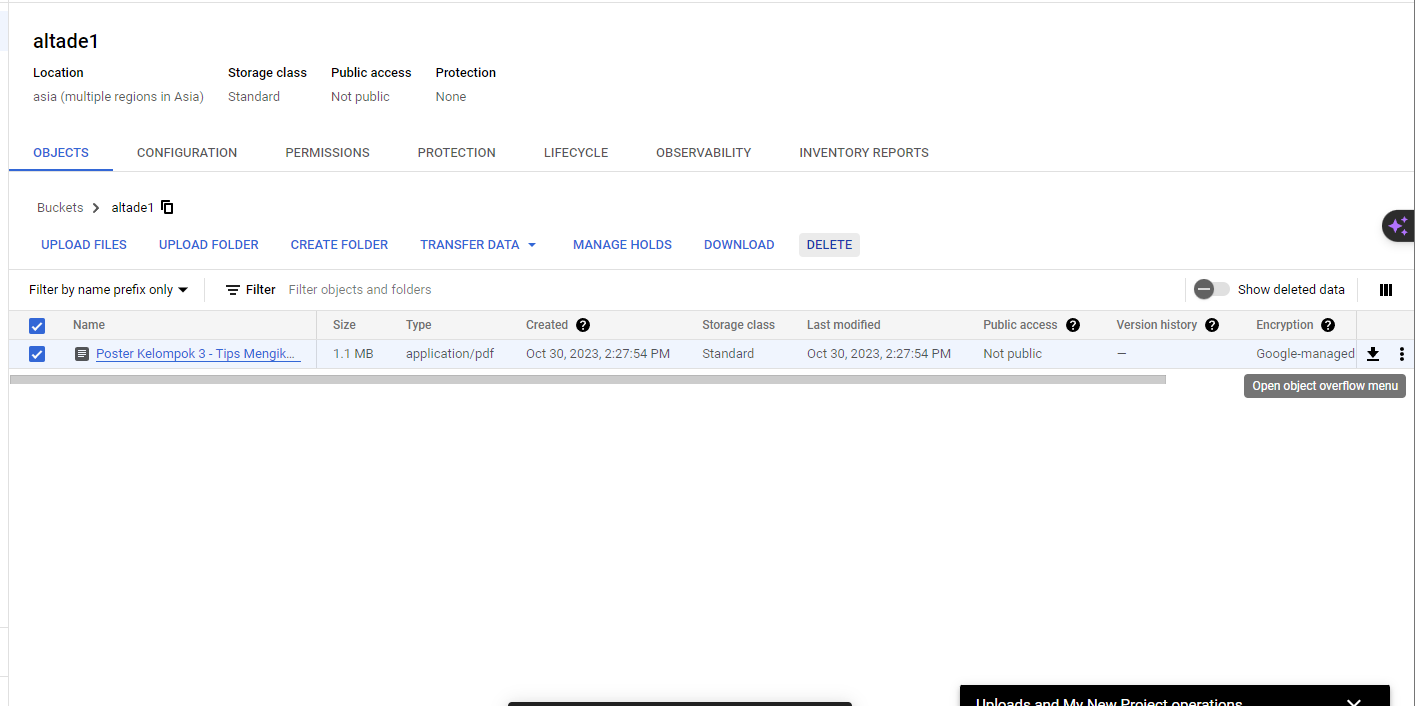 altade1
Location Storage class Public access Protection
asia (multiple regions in Asia) Standard Not public None
OBJECTS CONFIGURATION PERMISSIONS PROTECTION LIFECYCLE OBSERVABILITY INVENTORY REPORTS
Buckets altade1
UPLOAD FILES UPLOAD FOLDER CREATE FOLDER TRANSFER DATA MANAGE HOLDS DOWNLOAD DELETE
Filter by name prefix only Filter Filter objects and folders Show deleted data
Name Size Type Created Storage class Last modified Public access Version history Encryption
Poster Kelompok 3 - Tips Mengik... 1.1 MB application/pdf Oct 30, 2023, 2:27:54 PM Standard Oct 30, 2023, 2:27:54 PM Not public — Google-managed
Open object overflow menu
Uploads and My New Project operations